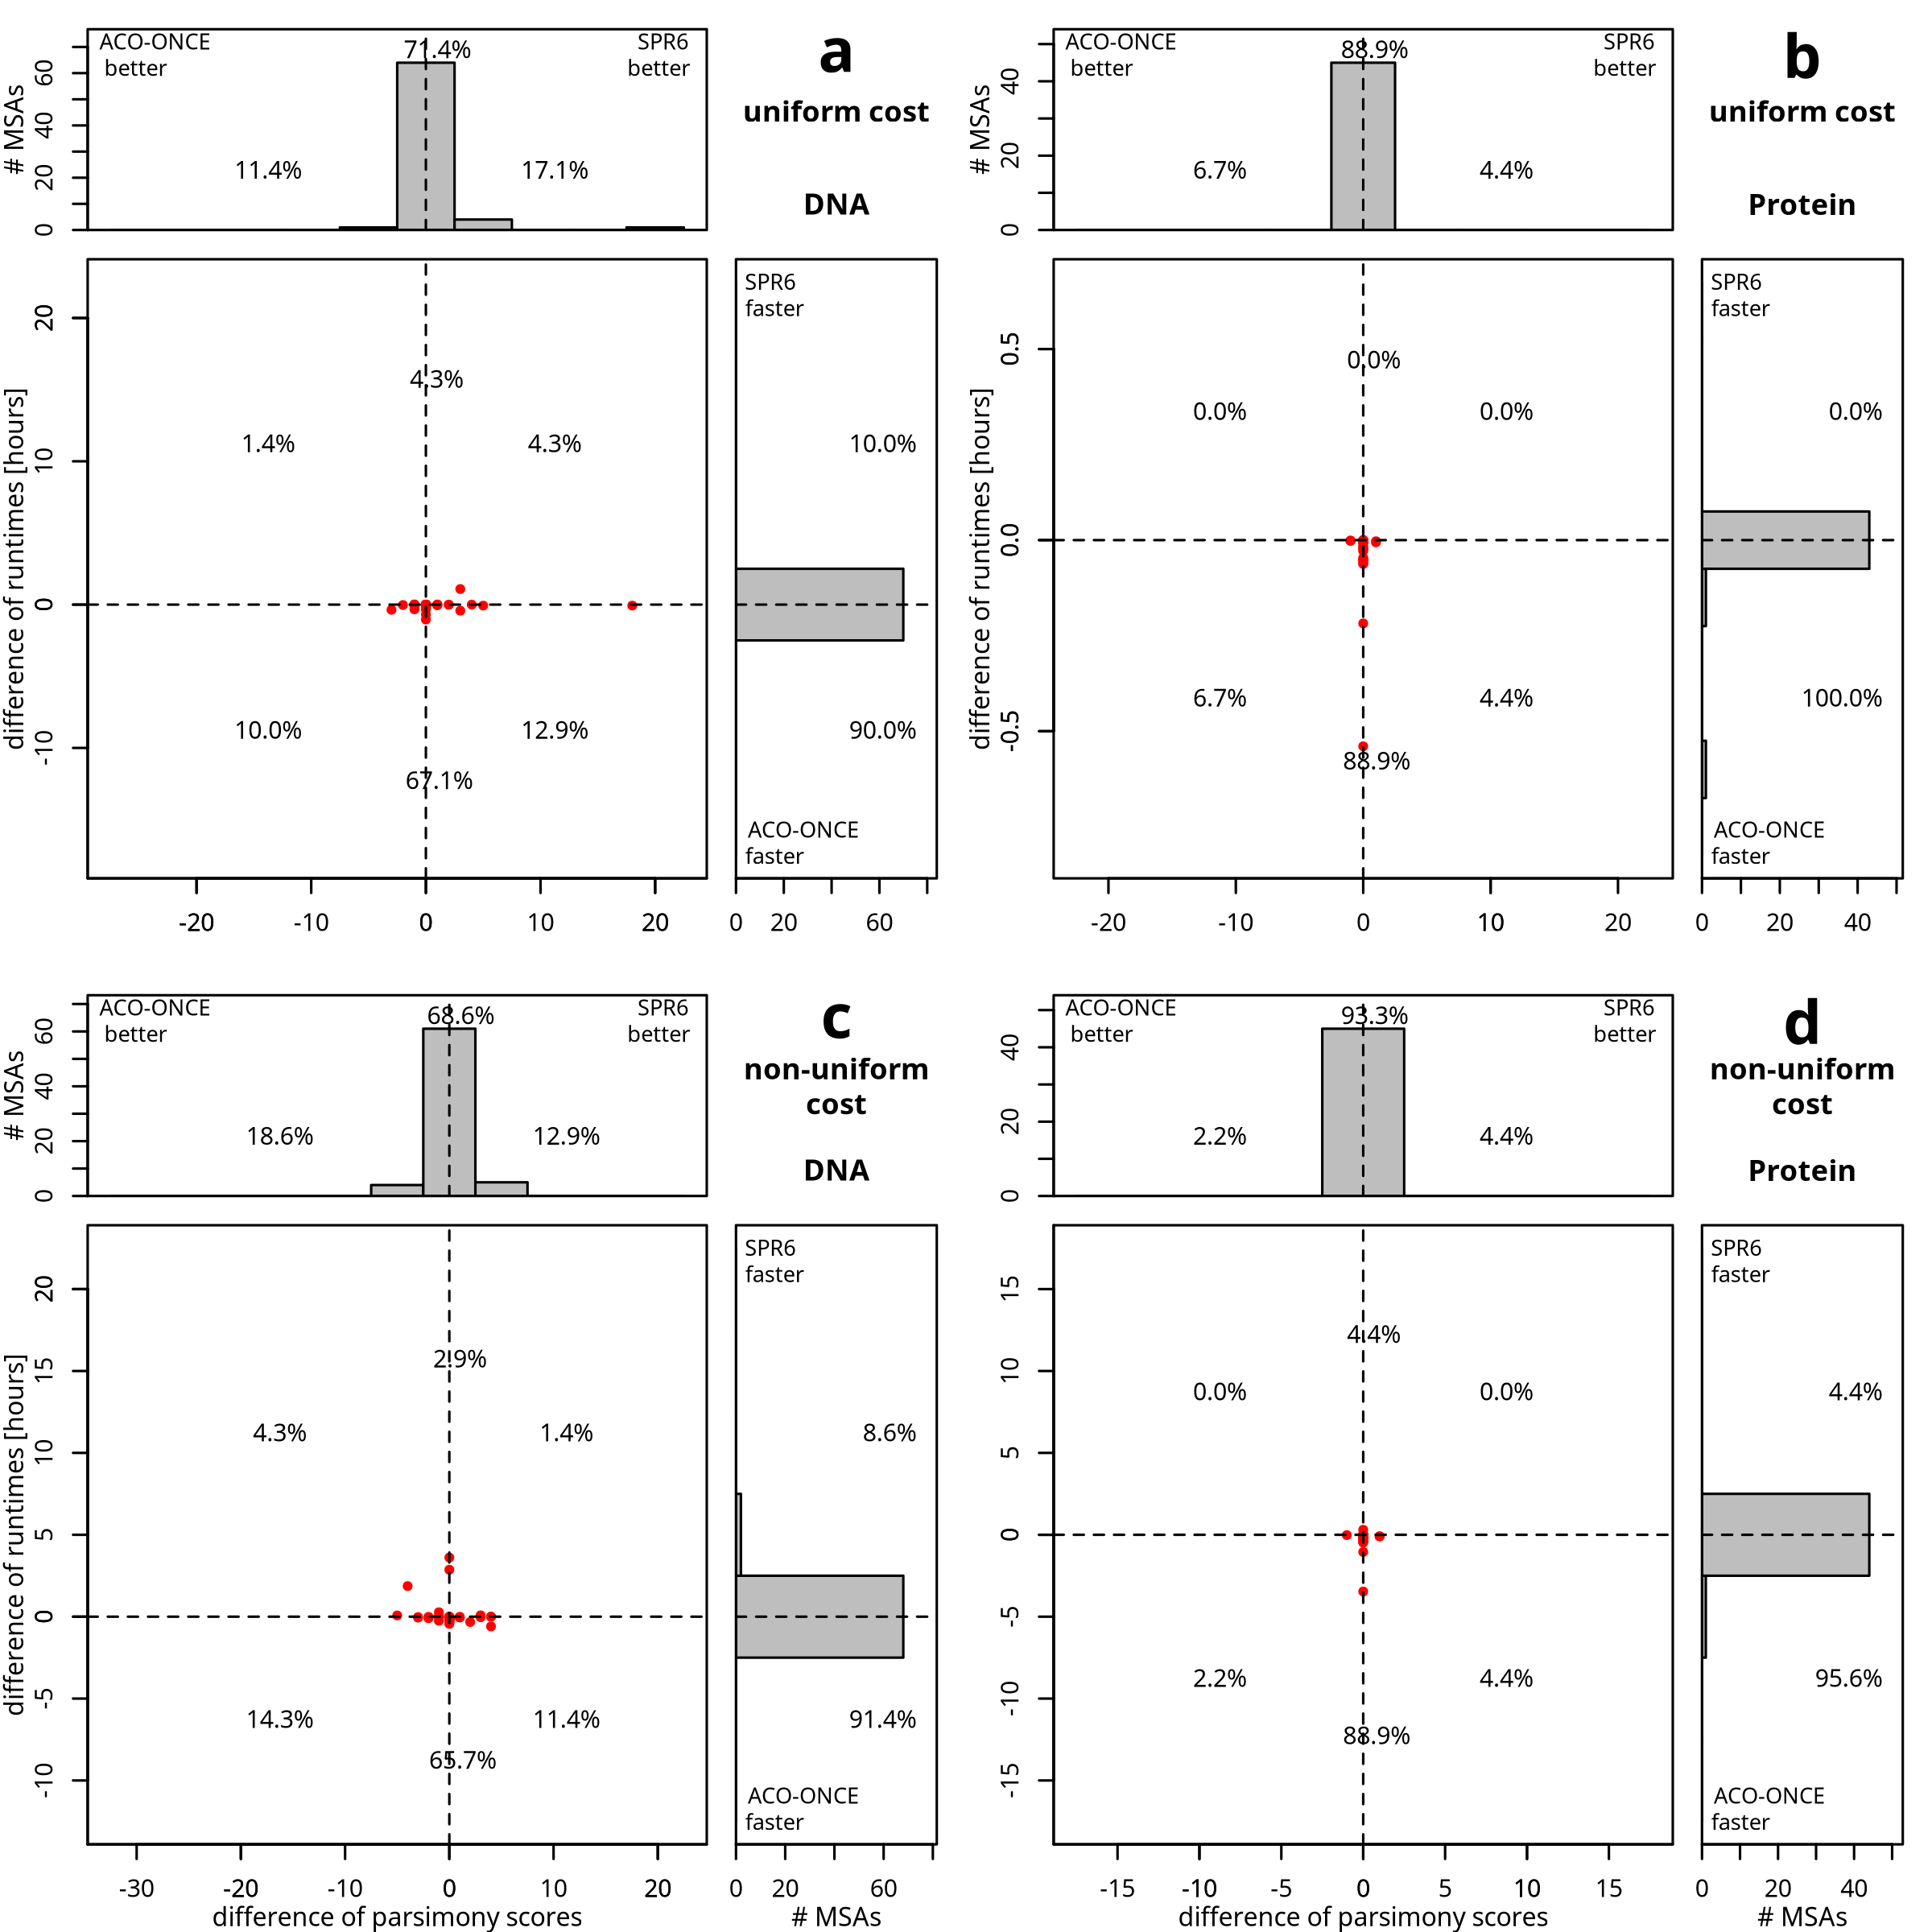 ACO-ONCE
better
71.4%
SPR6
better
11.4%
17.1%
# MSAs
0
20
40
60
a
uniform cost
DNA
difference of runtimes [hours]
20
10
0
-10
4.3%
1.4%
4.3%
10.0%
12.9%
67.1%
-20
-10
0
10
20
SPR6
faster
10.0%
90.0%
ACO-ONCE
faster
0
20
60
ACO-ONCE
better
88.9%
SPR6
better
6.7%
4.4%
# MSAs
0
20
40
b
uniform cost
Protein
difference of runtimes [hours]
0.5
0.0
-0.5
0.0%
0.0%
0.0%
6.7%
4.4%
88.9%
-20
-10
0
10
20
SPR6
faster
0.0%
100.0%
ACO-ONCE
faster
0
20
40
ACO-ONCE
better
68.6%
SPR6
better
18.6%
12.9%
# MSAs
0
20
40
60
c
non-uniform
cost
DNA
difference of runtimes [hours]
20
15
10
5
0
-5
-10
2.9%
4.3%
1.4%
14.3%
11.4%
65.7%
-30
-20
-10
0
10
20
difference of parsimony scores
SPR6
faster
8.6%
91.4%
ACO-ONCE
faster
0
20
60
# MSAs
ACO-ONCE
better
93.3%
SPR6
better
2.2%
4.4%
0
20
40
d
non-uniform
cost
Protein
15
10
5
0
-5
-10
-15
4.4%
0.0%
0.0%
2.2%
4.4%
88.9%
-15
-10
-5
0
5
10
15
difference of parsimony scores
SPR6
faster
4.4%
95.6%
ACO-ONCE
faster
0
20
40
# MSAs